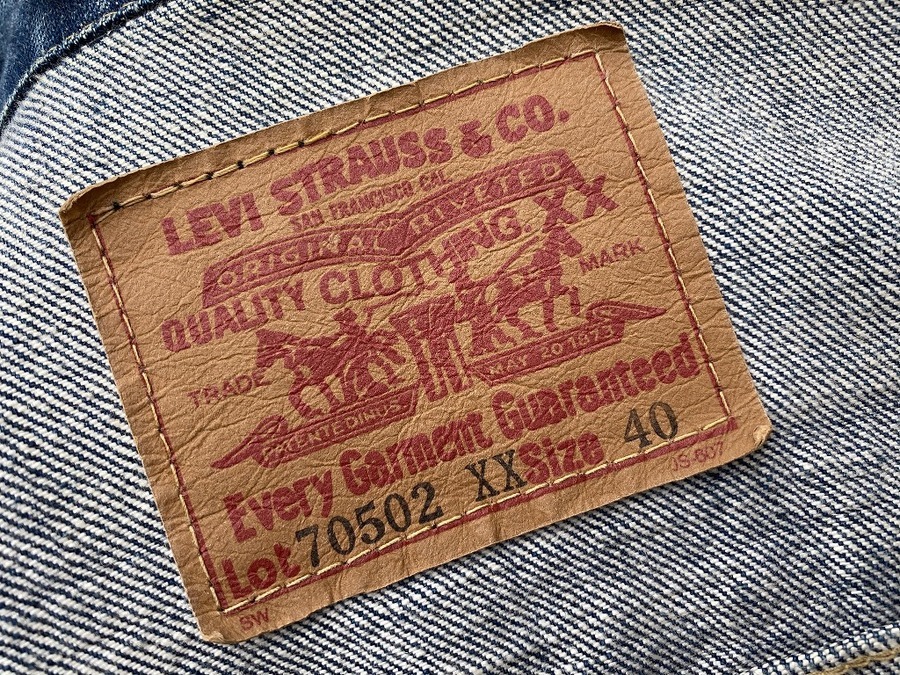 LEVI STRAUSS & CO.
SAN FRANCISCO CAL.
ORIGINAL RIVETED
QUALITY CLOTHING XX
TRADE MARK
PATENTED IN U.S. MAY 20 1873
Every Garment Guaranteed
Lot 70502 XX Size 40
SW JS-607